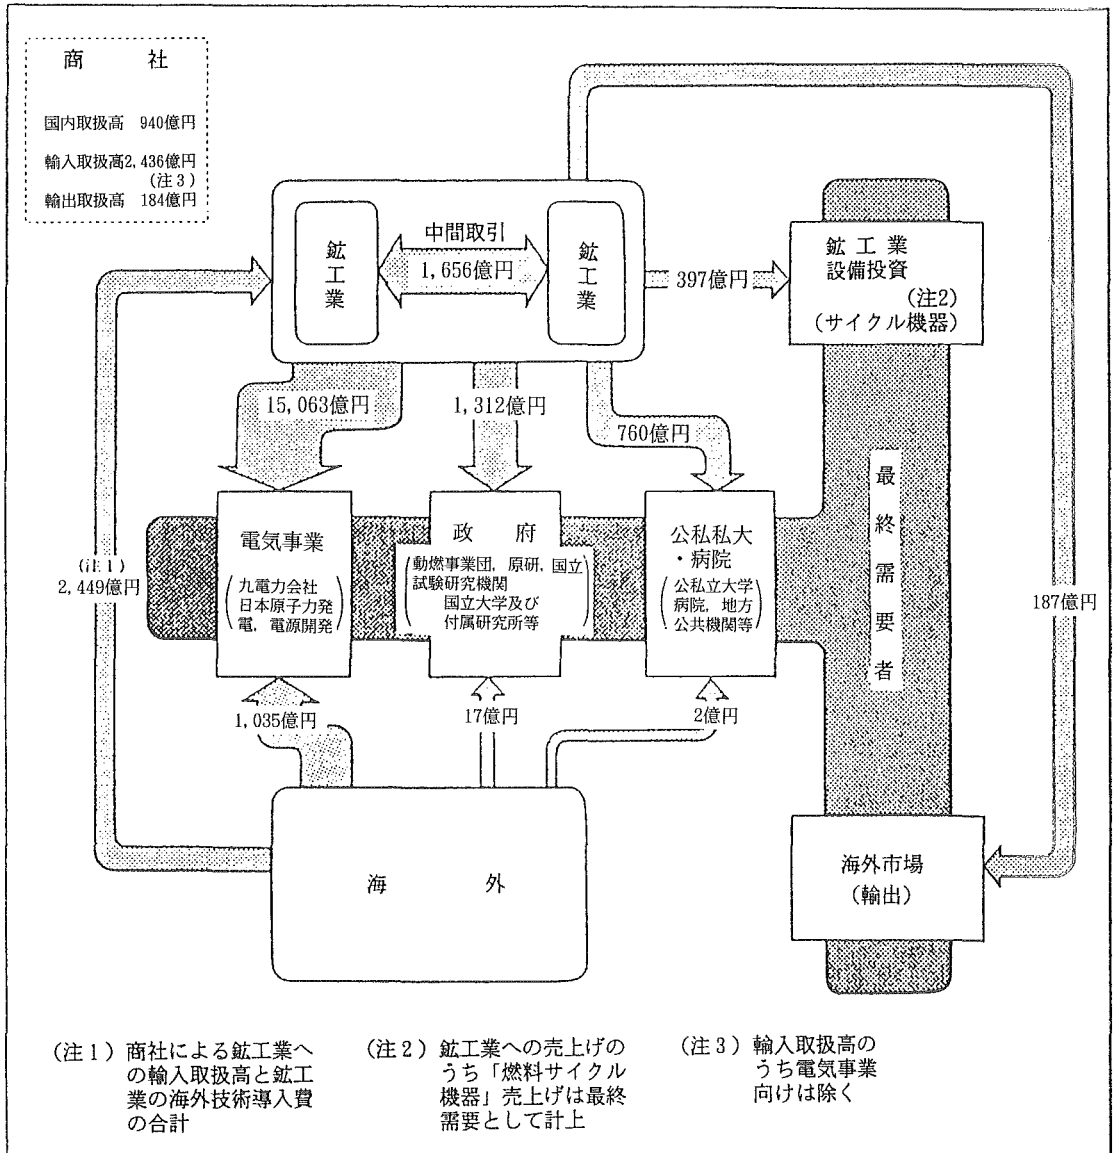 商　　社
国内取扱高　940億円
輸入取扱高2,436億円
(注3)
輸出取扱高　184億円
鉱工業
中間取引
1,656億円
鉱工業
397億円
鉱 工 業
設備投資
(注2)
(サイクル機器)
15,063億円
1,312億円
760億円
電気事業
九電力会社
日本原子力発
電，電源開発
政　　府
動燃事業団，原研，国立
試験研究機関
国立大学及び
付属研究所等
公私私大
・病院
公私立大学
病院，地方
公共機関等
最終需要者
(注1)
2,449億円
187億円
1,035億円
17億円
2億円
海　　外
海外市場
(輸出)
(注1) 商社による鉱工業へ
の輸入取扱高と鉱工
業の海外技術導入費
の合計
(注2) 鉱工業への売上げの
うち「燃料サイクル
機器」売上げは最終
需要として計上
(注3) 輸入取扱高の
うち電気事業
向けは除く